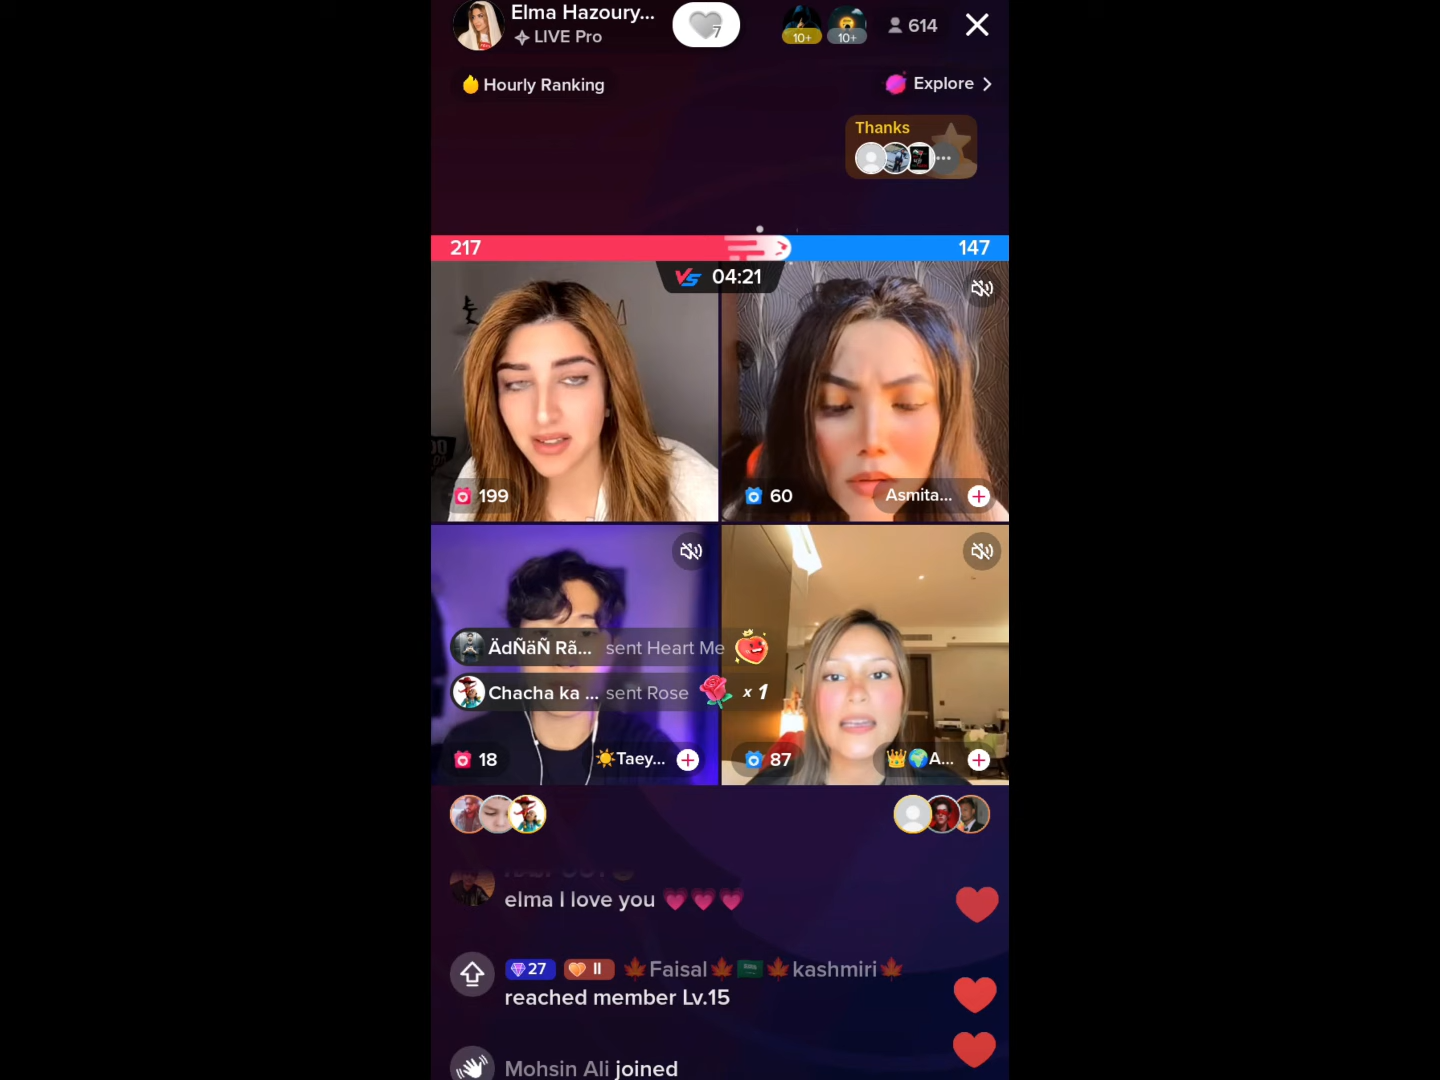 Elma Hazoury...
LIVE Pro
7
10+
10+
614
Hourly Ranking
Explore
Thanks
217
147
VS 04:21
199
60
Asmita...
ÄdÑäÑ Rã... sent Heart Me
Chacha ka ... sent Rose x 1
18
Taey...
87
A...
elma I love you
27 II Faisal kashmiri
reached member Lv.15
Mohsin Ali joined